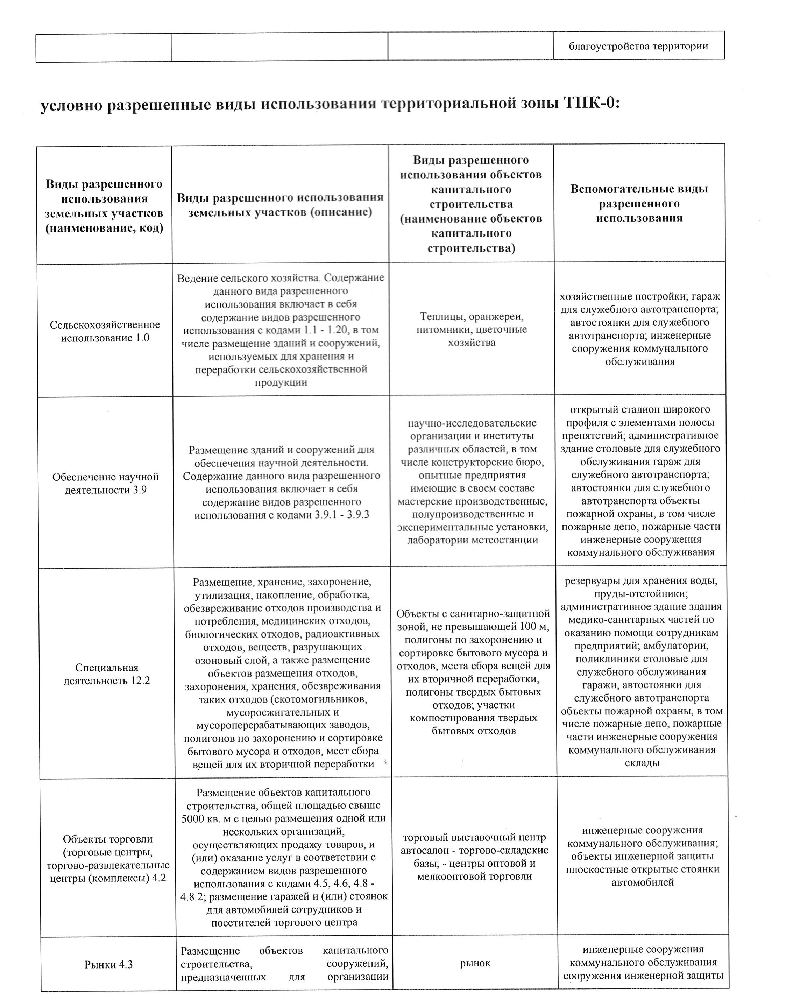 благоустройства территории
условно разрешенные виды использования территориальной зоны ТПК-0:
Виды разрешенного
использования
земельных участков
(наименование, код)
Виды разрешенного использования
земельных участков (описание)
Виды разрешенного
использования объектов
капитального
строительства
(наименование объектов
капитального
строительства)
Вспомогательные виды
разрешенного
использования
Сельскохозяйственное
использование 1.0
Ведение сельского хозяйства. Содержание
данного вида разрешенного
использования включает в себя
содержание видов разрешенного
использования с кодами 1.1 - 1.20, в том
числе размещение зданий и сооружений,
используемых для хранения и
переработки сельскохозяйственной
продукции
Теплицы, оранжереи,
питомники, цветочные
хозяйства
хозяйственные постройки; гараж
для служебного автотранспорта;
автостоянки для служебного
автотранспорта; инженерные
сооружения коммунального
обслуживания
Обеспечение научной
деятельности 3.9
Размещение зданий и сооружений для
обеспечения научной деятельности.
Содержание данного вида разрешенного
использования включает в себя
содержание видов разрешенного
использования с кодами 3.9.1 - 3.9.3
научно-исследовательские
организации и институты
различных областей, в том
числе конструкторские бюро,
опытные предприятия
имеющие в своем составе
мастерские производственные,
полупроизводственные и
экспериментальные установки,
лаборатории метеостанции
открытый стадион широкого
профиля с элементами полосы
препятствий; административное
здание столовые для служебного
обслуживания гараж для
служебного автотранспорта;
автостоянки для служебного
автотранспорта объекты
пожарной охраны, в том числе
пожарные депо, пожарные части
инженерные сооружения
коммунального обслуживания
Специальная
деятельность 12.2
Размещение, хранение, захоронение,
утилизация, накопление, обработка,
обезвреживание отходов производства и
потребления, медицинских отходов,
биологических отходов, радиоактивных
отходов, веществ, разрушающих
озоновый слой, а также размещение
объектов размещения отходов,
захоронения, хранения, обезвреживания
таких отходов (скотомогильников,
мусоросжигательных и
мусороперерабатывающих заводов,
полигонов по захоронению и сортировке
бытового мусора и отходов, мест сбора
вещей для их вторичной переработки
Объекты с санитарно-защитной
зоной, не превышающей 100 м,
полигоны по захоронению и
сортировке бытового мусора и
отходов, места сбора вещей для
их вторичной переработки,
полигоны твердых бытовых
отходов; участки
компостирования твердых
бытовых отходов
резервуары для хранения воды,
пруды-отстойники;
административное здание здания
медико-санитарных частей по
оказанию помощи сотрудникам
предприятий; амбулатории,
поликлиники столовые для
служебного обслуживания
гаражи, автостоянки для
служебного автотранспорта
объекты пожарной охраны, в том
числе пожарные депо, пожарные
части инженерные сооружения
коммунального обслуживания
склады
Объекты торговли
(торговые центры,
торгово-развлекательные
центры (комплексы) 4.2
Размещение объектов капитального
строительства, общей площадью свыше
5000 кв. м с целью размещения одной или
нескольких организаций,
осуществляющих продажу товаров, и
(или) оказание услуг в соответствии с
содержанием видов разрешенного
использования с кодами 4.5, 4.6, 4.8 -
4.8.2; размещение гаражей и (или) стоянок
для автомобилей сотрудников и
посетителей торгового центра
торговый выставочный центр
автосалон - торгово-складские
базы; - центры оптовой и
мелкооптовой торговли
инженерные сооружения
коммунального обслуживания;
объекты инженерной защиты
плоскостные открытые стоянки
автомобилей
Рынки 4.3
Размещение объектов капитального
строительства, сооружений,
предназначенных для организации
рынок
инженерные сооружения
коммунального обслуживания
сооружения инженерной защиты